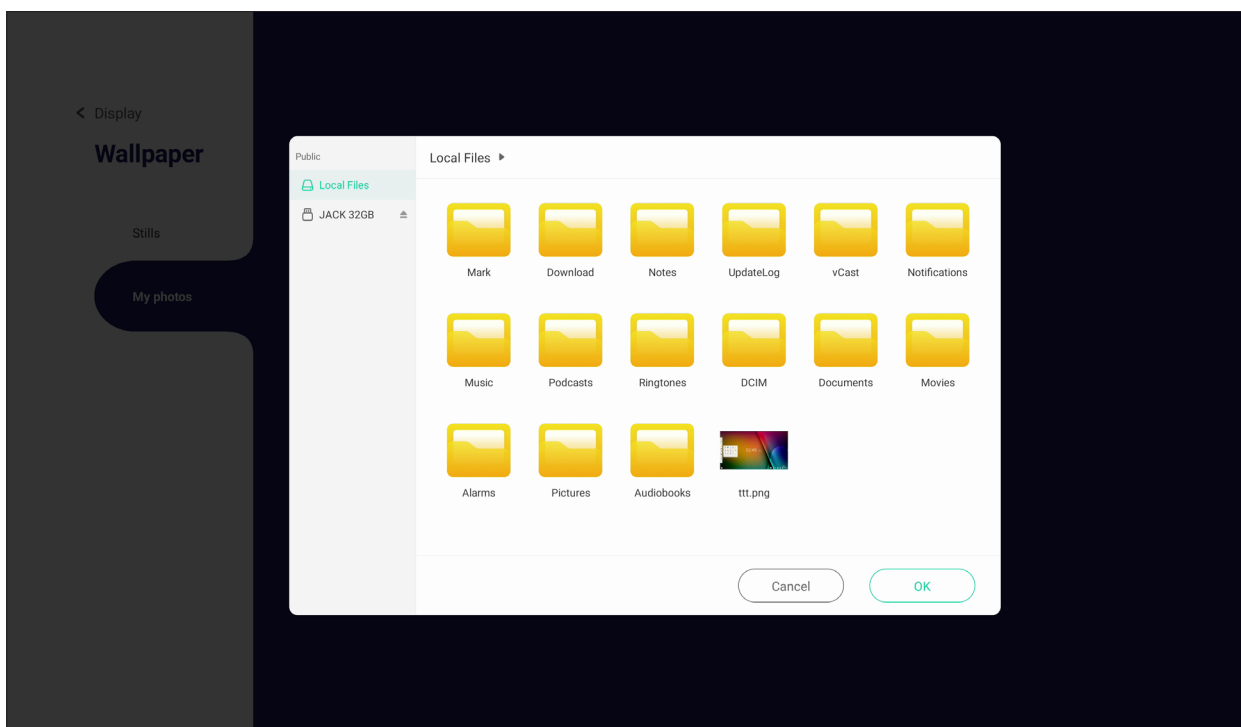 Display
Wallpaper
Stills
My photos
Public
Local Files
JACK 32GB
Local Files
Mark Download Notes UpdateLog vCast Notifications
Music Podcasts Ringtones DCIM Documents Movies
Alarms Pictures Audiobooks ttt.png
Cancel OK